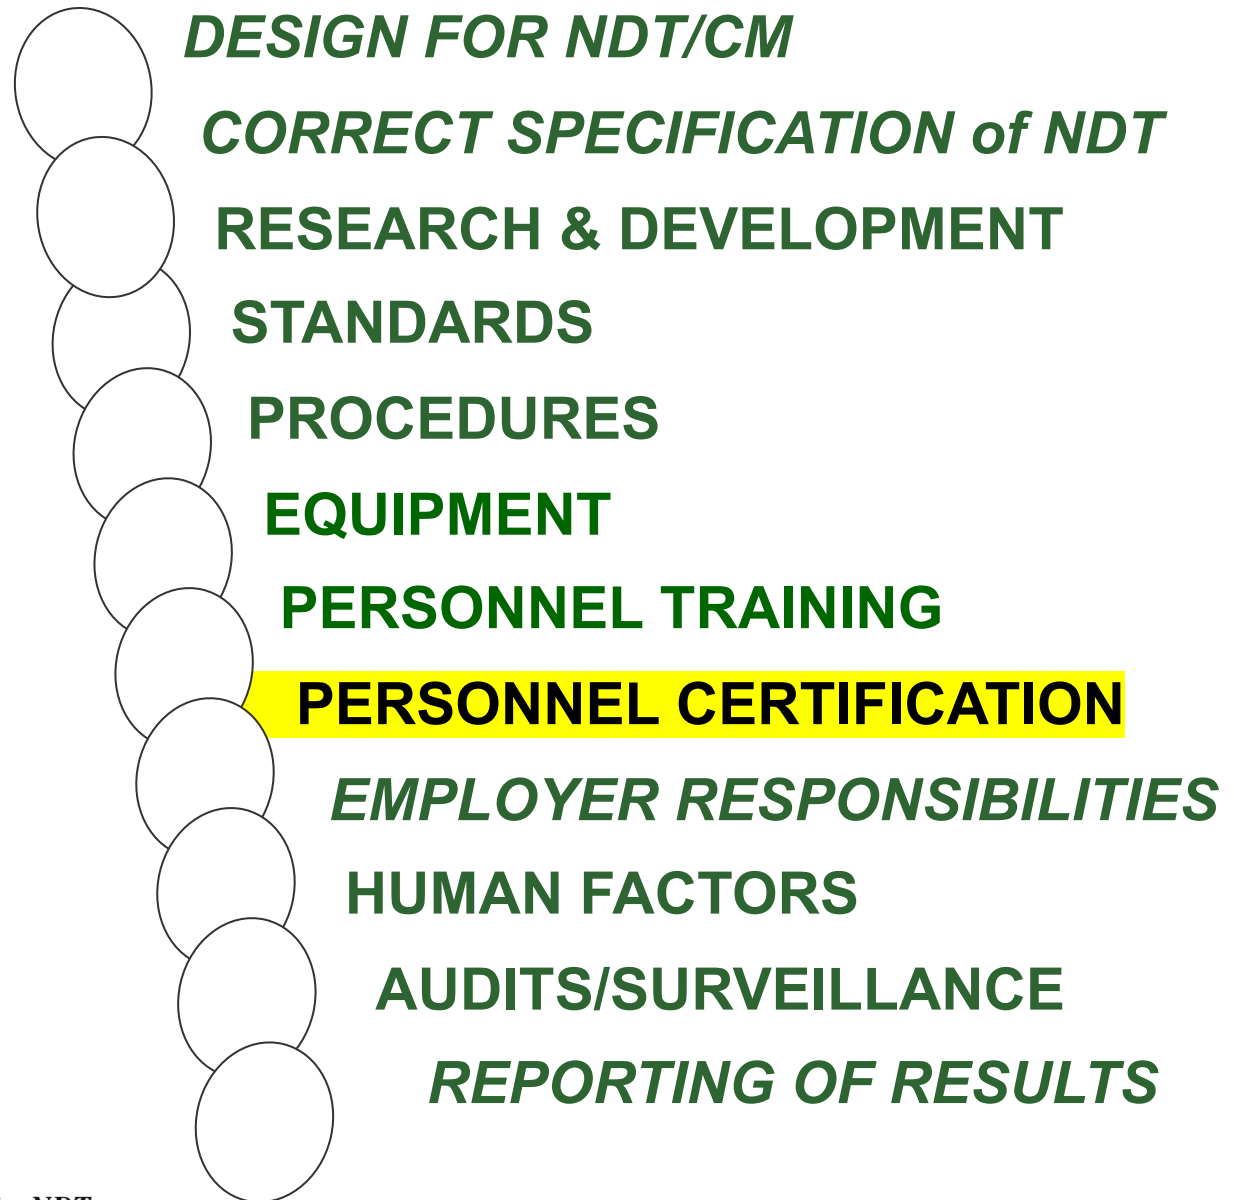 DESIGN FOR NDT/CM
CORRECT SPECIFICATION of NDT
RESEARCH & DEVELOPMENT
STANDARDS
PROCEDURES
EQUIPMENT
PERSONNEL TRAINING
PERSONNEL CERTIFICATION
EMPLOYER RESPONSIBILITIES
HUMAN FACTORS
AUDITS/SURVEILLANCE
REPORTING OF RESULTS
NDT